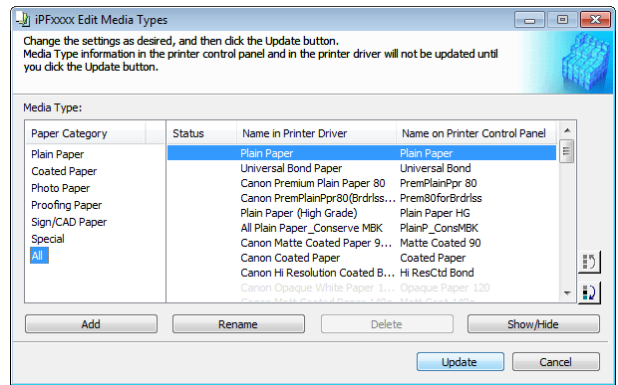 iPFxxxx Edit Media Types
Change the settings as desired, and then click the Update button.
Media Type information in the printer control panel and in the printer driver will not be updated until
you click the Update button.
Media Type:
Paper Category Status Name in Printer Driver Name on Printer Control Panel
Plain Paper
Coated Paper
Photo Paper
Proofing Paper
Sign/CAD Paper
Special
All
Plain Paper Plain Paper
Universal Bond Paper Universal Bond
Canon Premium Plain Paper 80 PremPlainPpr 80
Canon PremPlainPpr80(Brdrlss... Prem80forBrdrlss
Plain Paper (High Grade) Plain Paper HG
All Plain Paper_Conserve MBK PlainP_ConsMBK
Canon Matte Coated Paper 9... Matte Coated 90
Canon Coated Paper Coated Paper
Canon Hi Resolution Coated B... Hi ResCtd Bond
Canon Opaque White Paper 1... Opaque Paper 120
Add Rename Delete Show/Hide
Update Cancel